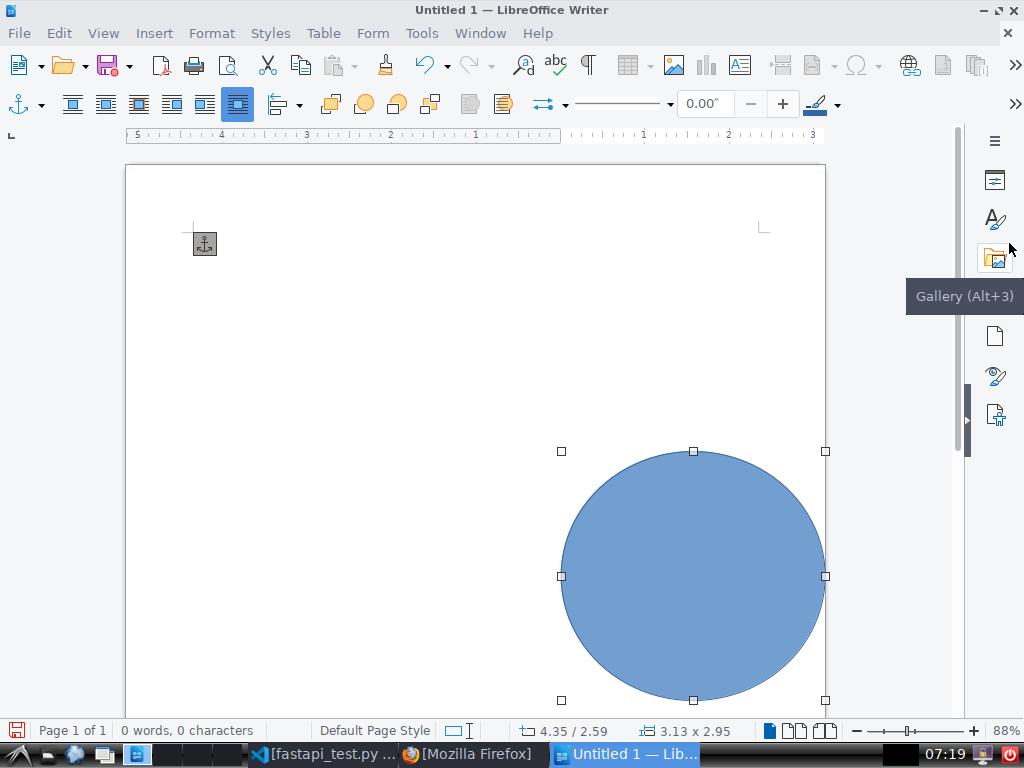 Untitled 1 — LibreOffice Writer
File Edit View Insert Format Styles Table Form Tools Window Help
abc
A
0.00″
5 4 3 2 1 1 2 3
A
Gallery (Alt+3)
Page 1 of 1 0 words, 0 characters Default Page Style 4.35 / 2.59 3.13 x 2.95 88%
[fastapi_test.py ... [Mozilla Firefox] Untitled 1 — Lib... 07:19